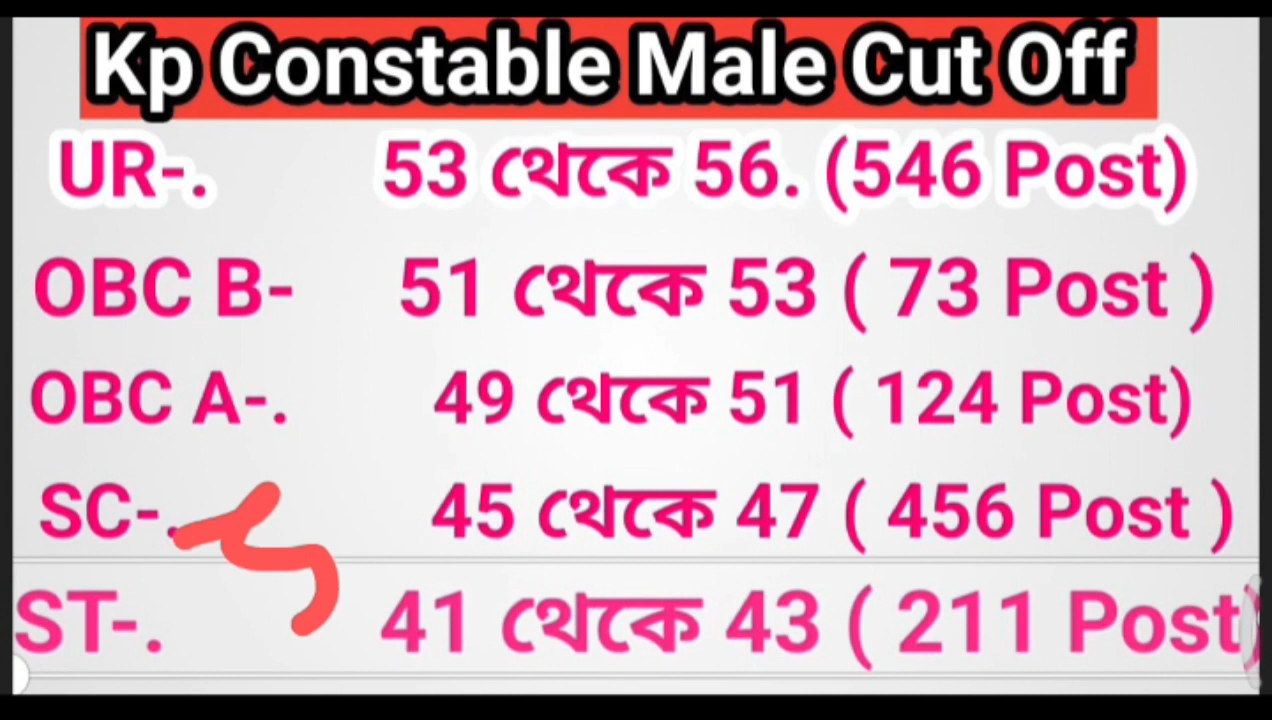 Kp Constable Male Cut Off
UR-. 53 থেকে 56. (546 Post)
OBC B- 51 থেকে 53 ( 73 Post )
OBC A-. 49 থেকে 51 ( 124 Post)
SC-. 45 থেকে 47 ( 456 Post )
ST-. 41 থেকে 43 ( 211 Post)